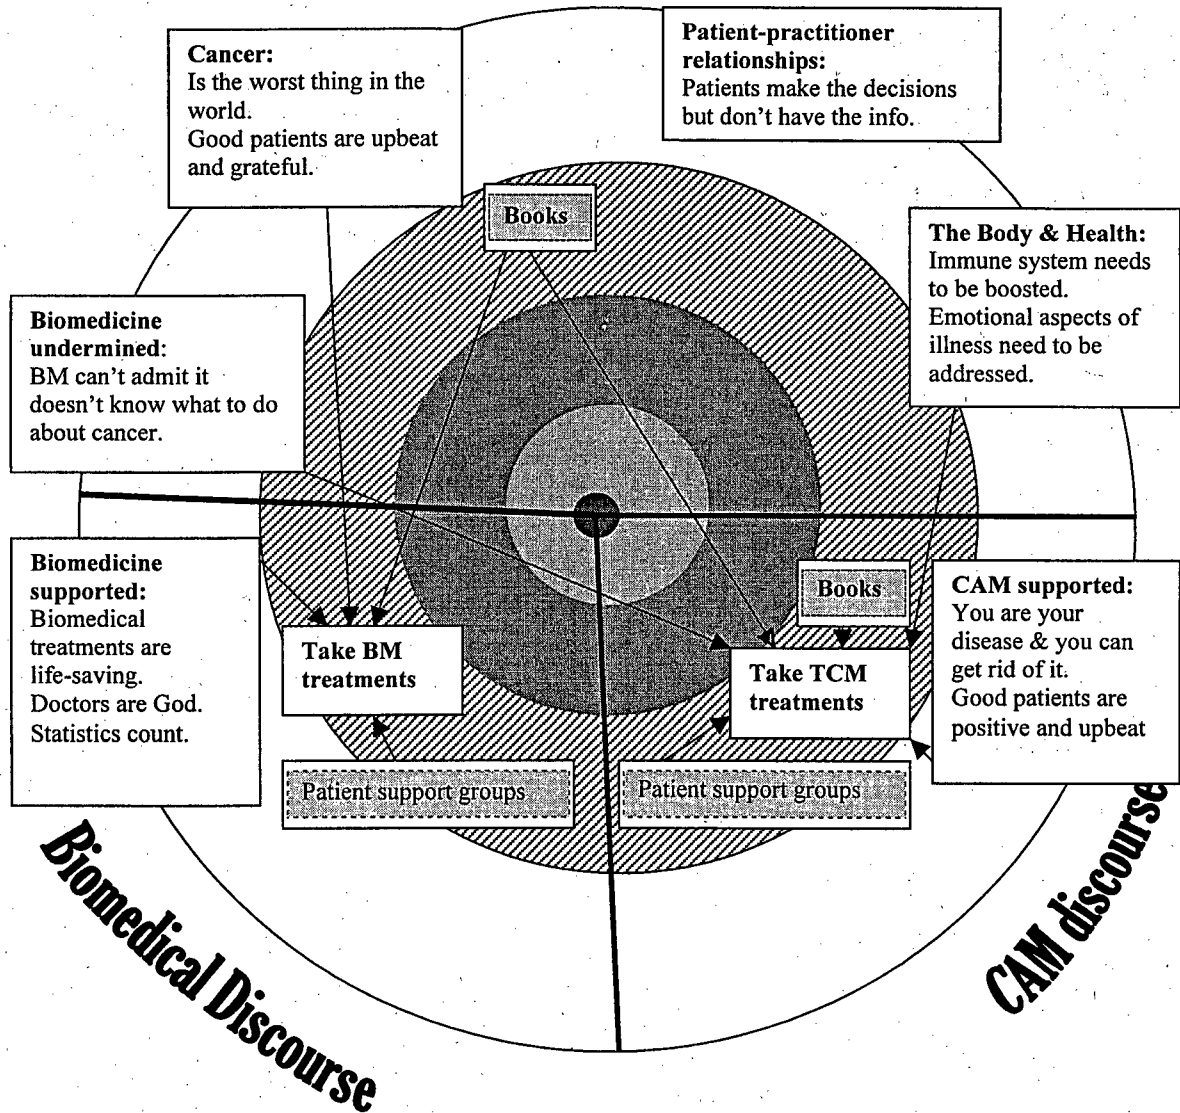 Cancer:
Is the worst thing in the
world.
Good patients are upbeat
and grateful.
Patient-practitioner
relationships:
Patients make the decisions
but don't have the info.
Books
The Body & Health:
Immune system needs
to be boosted.
Emotional aspects of
illness need to be
addressed.
Biomedicine
undermined:
BM can't admit it
doesn't know what to do
about cancer.
Biomedicine
supported:
Biomedical
treatments are
life-saving.
Doctors are God.
Statistics count.
Take BM
treatments
Books
Take TCM
treatments
CAM supported:
You are your
disease & you can
get rid of it.
Good patients are
positive and upbeat
Patient support groups
Patient support groups
Biomedical Discourse
CAM discourse